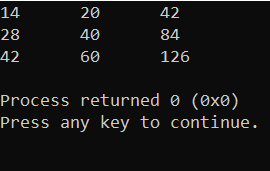 14 20 42
28 40 84
42 60 126
Process returned 0 (0x0)
Press any key to continue.